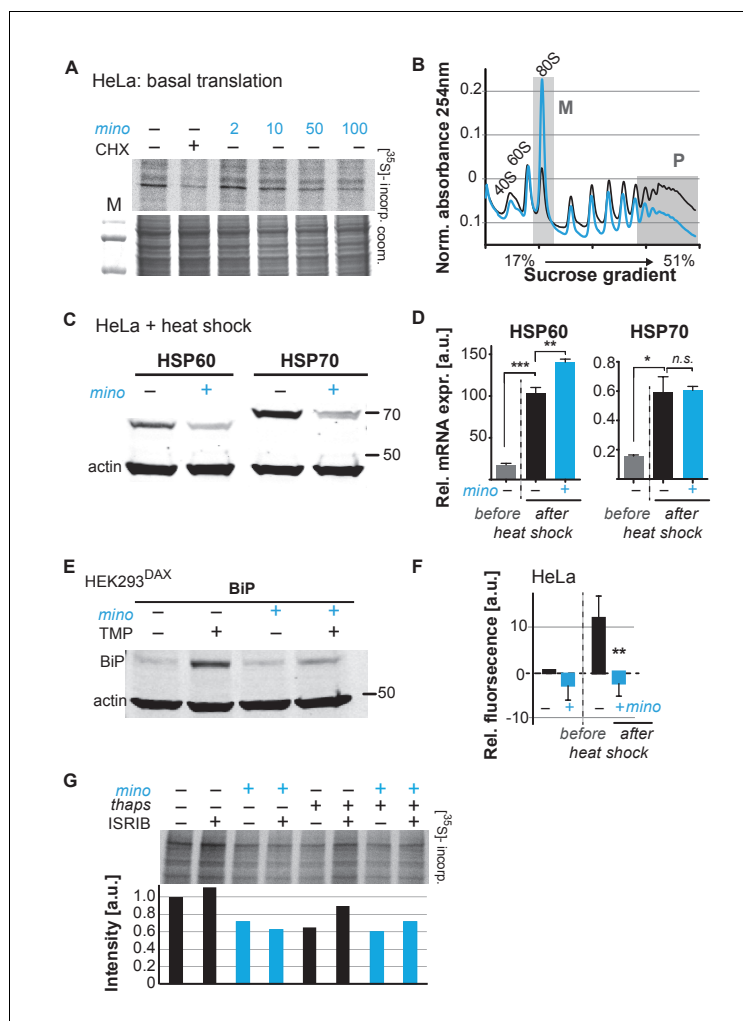 A HeLa: basal translation
mino – – 2 10 50 100
CHX – + – – – –
[³⁵S]- incorp.
coom.
M
B
Norm. absorbance 254nm
0.2
0.1
0
0.1
40S 60S 80S
M
P
17% 51%
Sucrose gradient
C HeLa + heat shock
HSP60 HSP70
mino – + – +
70
50
actin
D
HSP60 HSP70
Rel. mRNA expr. [a.u.]
150
100
50
*** **
0.8
0.6
0.4
0.2
* n.s.
mino – – + – – +
before after before after
heat shock heat shock
E HEK293DAX
BiP
mino – – + +
TMP – + – +
BiP
actin
50
F HeLa
Rel. fluorsecence [a.u.]
10
0
-10
**
– + – + mino
before after
heat shock
G
mino – – + + – – + +
thaps – – – – + + + +
ISRIB – + – + – + – +
[³⁵S]- incorp.
Intensity [a.u.]
1.0
0.8
0.6
0.4
0.2
0